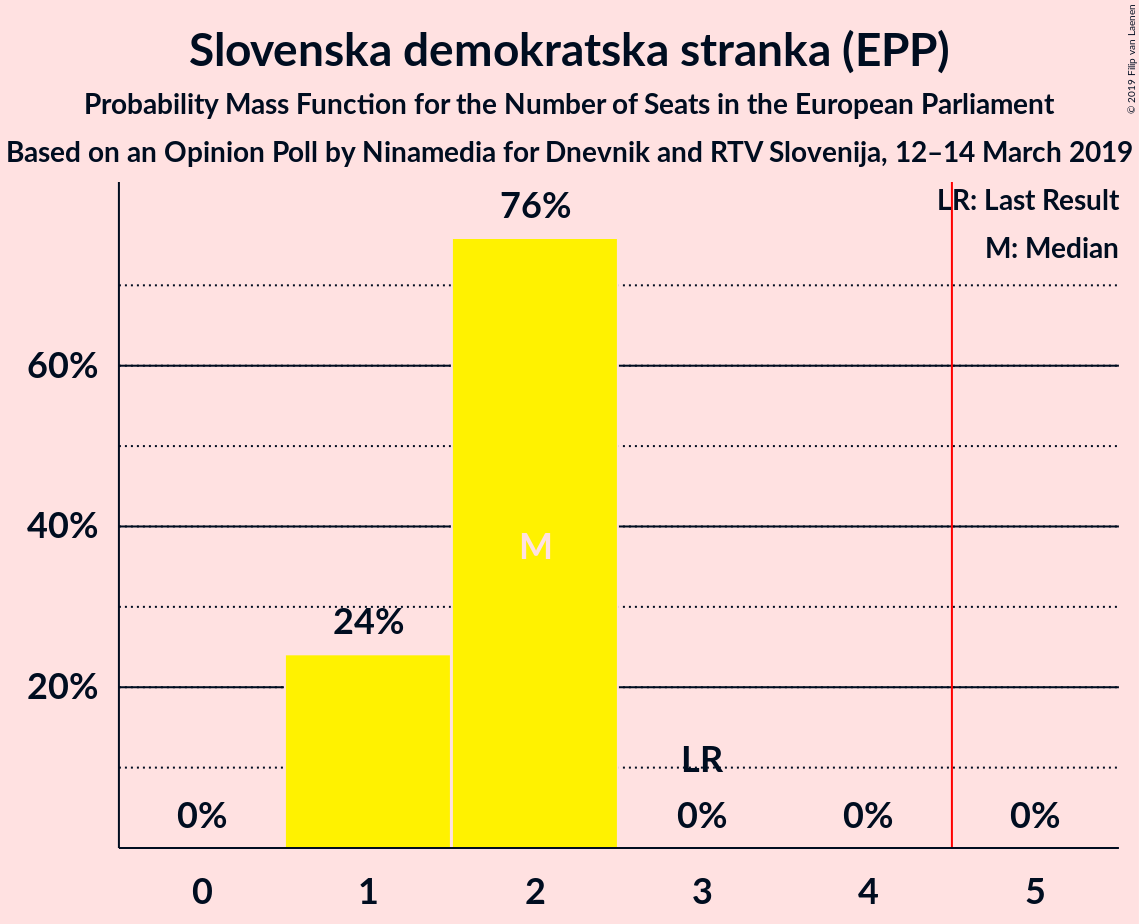 Slovenska demokratska stranka (EPP)
Probability Mass Function for the Number of Seats in the European Parliament
Based on an Opinion Poll by Ninamedia for Dnevnik and RTV Slovenija, 12–14 March 2019
© 2019 Filip van Laenen
LR: Last Result
M: Median
76%
60%
40%
M
24%
20%
LR
0%
0%
0%
0%
0
1
2
3
4
5